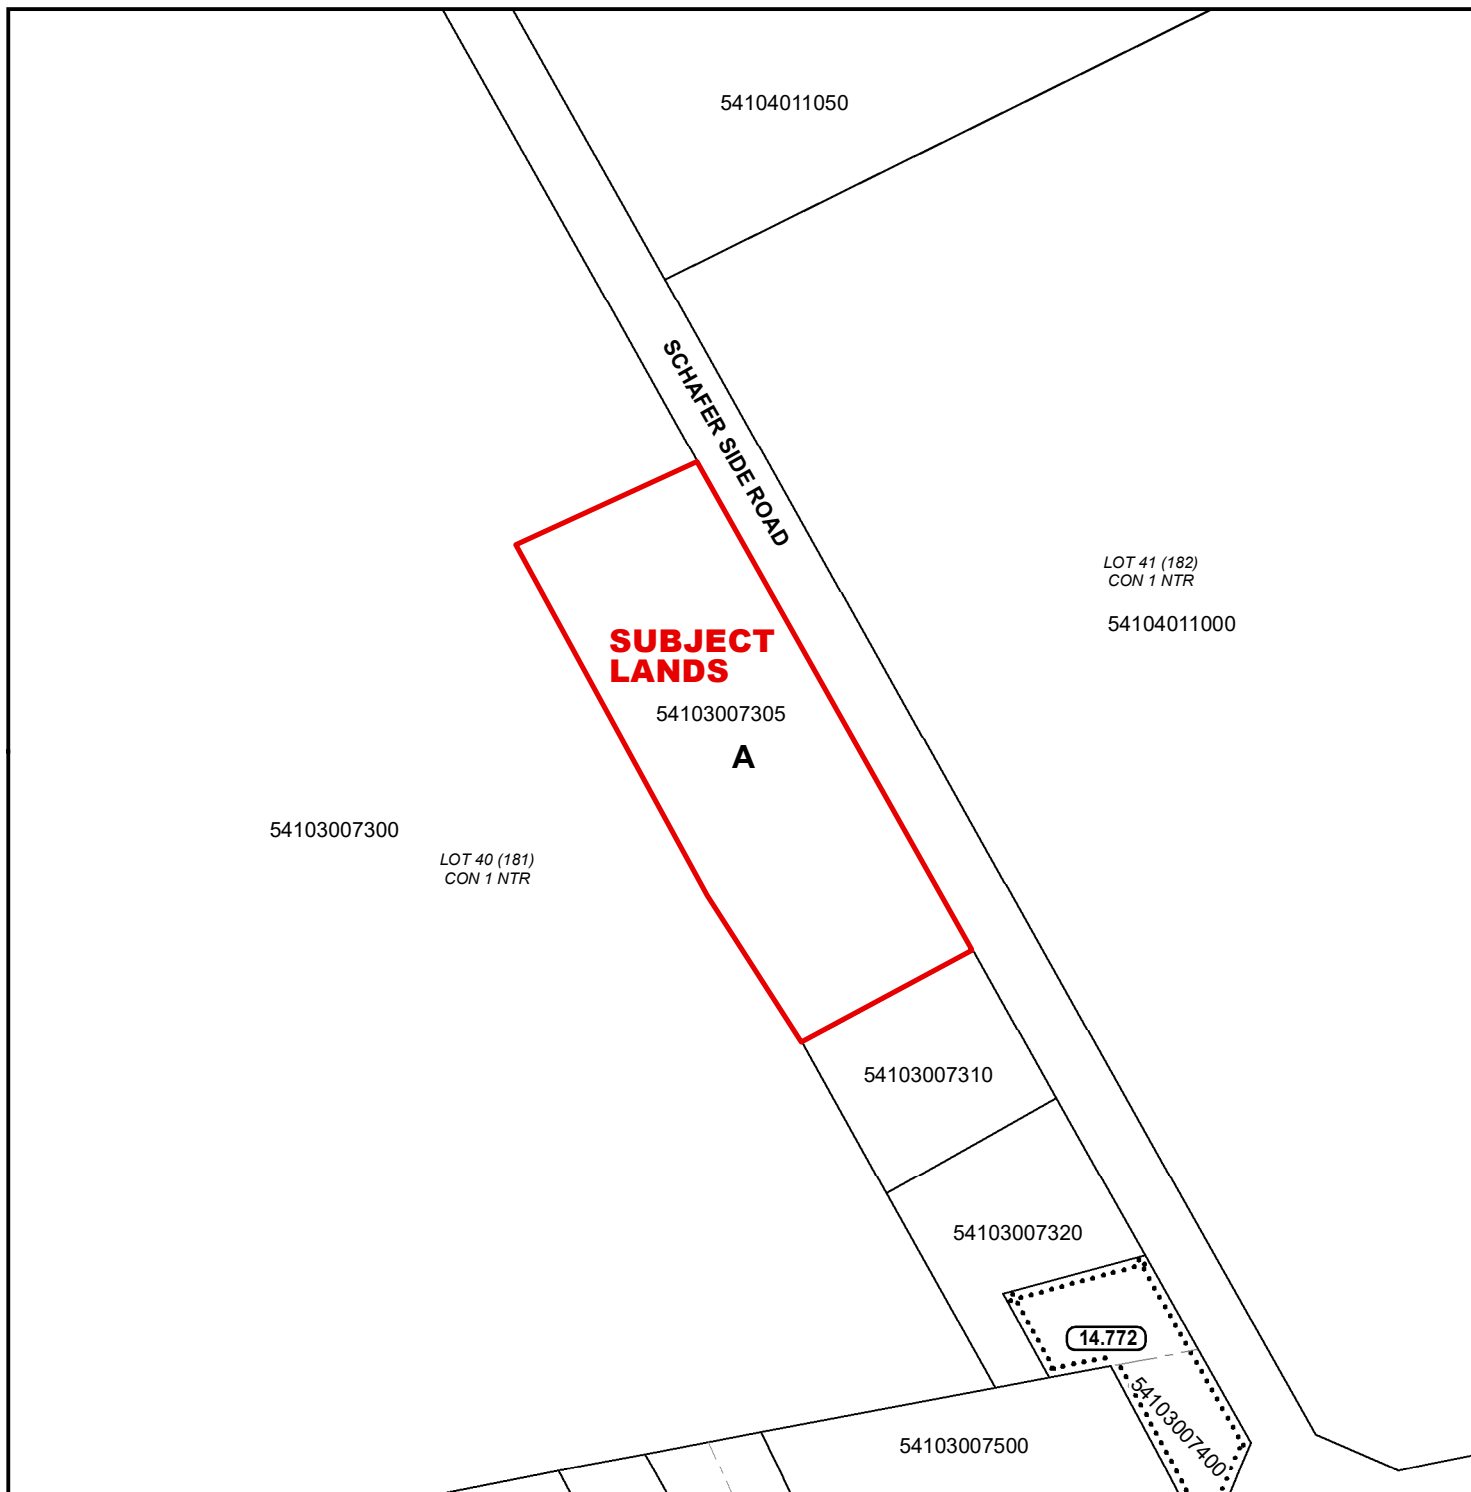 54104011050
SCHAFER SIDE ROAD
LOT 41 (182)
CON 1 NTR
54104011000
SUBJECT
LANDS
54103007305
A
54103007300
LOT 40 (181)
CON 1 NTR
54103007310
54103007320
14.772
54103007400
54103007500